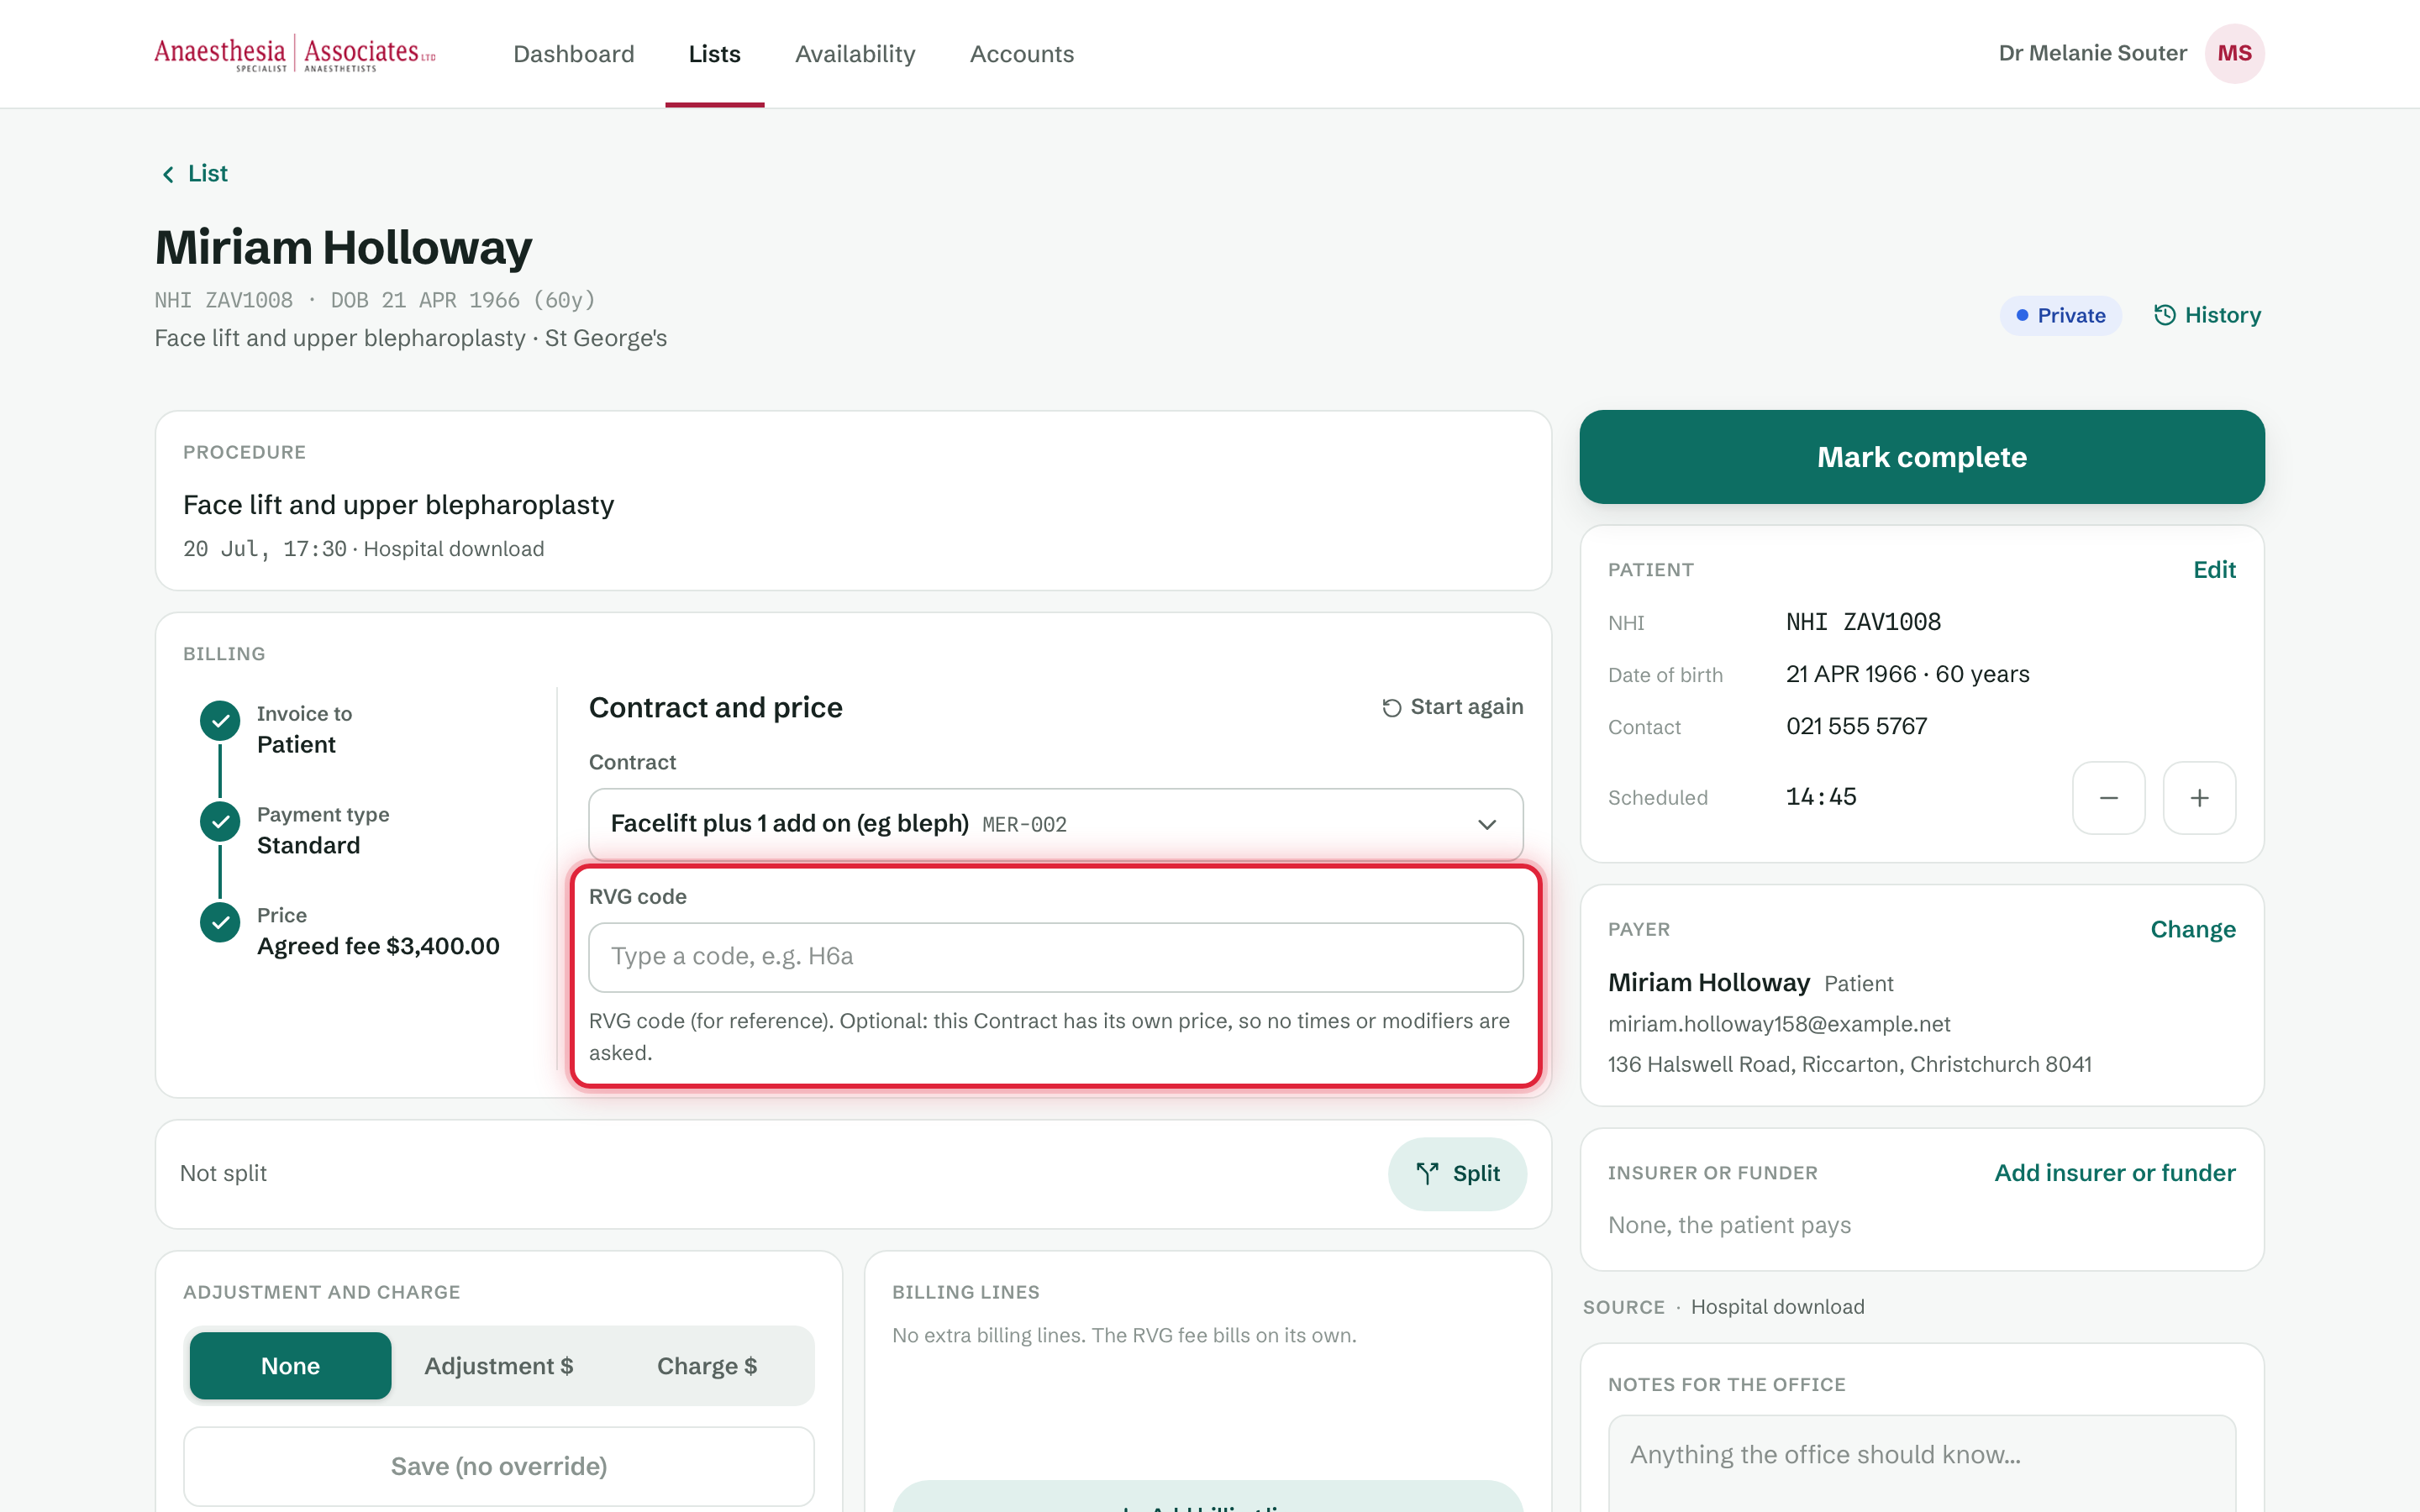 Anaesthesia Associates LTD
SPECIALIST ANAESTHETISTS
Dashboard
Lists
Availability
Accounts
Dr Melanie Souter
MS
List
Miriam Holloway
NHI ZAV1008 · DOB 21 APR 1966 (60y)
Face lift and upper blepharoplasty · St George's
Private
History
PROCEDURE
Face lift and upper blepharoplasty
20 Jul, 17:30 · Hospital download
BILLING
Invoice to
Patient
Payment type
Standard
Price
Agreed fee $3,400.00
Contract and price
Start again
Contract
Facelift plus 1 add on (eg bleph) MER-002
RVG code
Type a code, e.g. H6a
RVG code (for reference). Optional: this Contract has its own price, so no times or modifiers are
asked.
Not split
Split
ADJUSTMENT AND CHARGE
None
Adjustment $
Charge $
Save (no override)
BILLING LINES
No extra billing lines. The RVG fee bills on its own.
Mark complete
PATIENT
Edit
NHI
NHI ZAV1008
Date of birth
21 APR 1966 · 60 years
Contact
021 555 5767
Scheduled
14:45
PAYER
Change
Miriam Holloway Patient
miriam.holloway158@example.net
136 Halswell Road, Riccarton, Christchurch 8041
INSURER OR FUNDER
Add insurer or funder
None, the patient pays
SOURCE · Hospital download
NOTES FOR THE OFFICE
Anything the office should know...